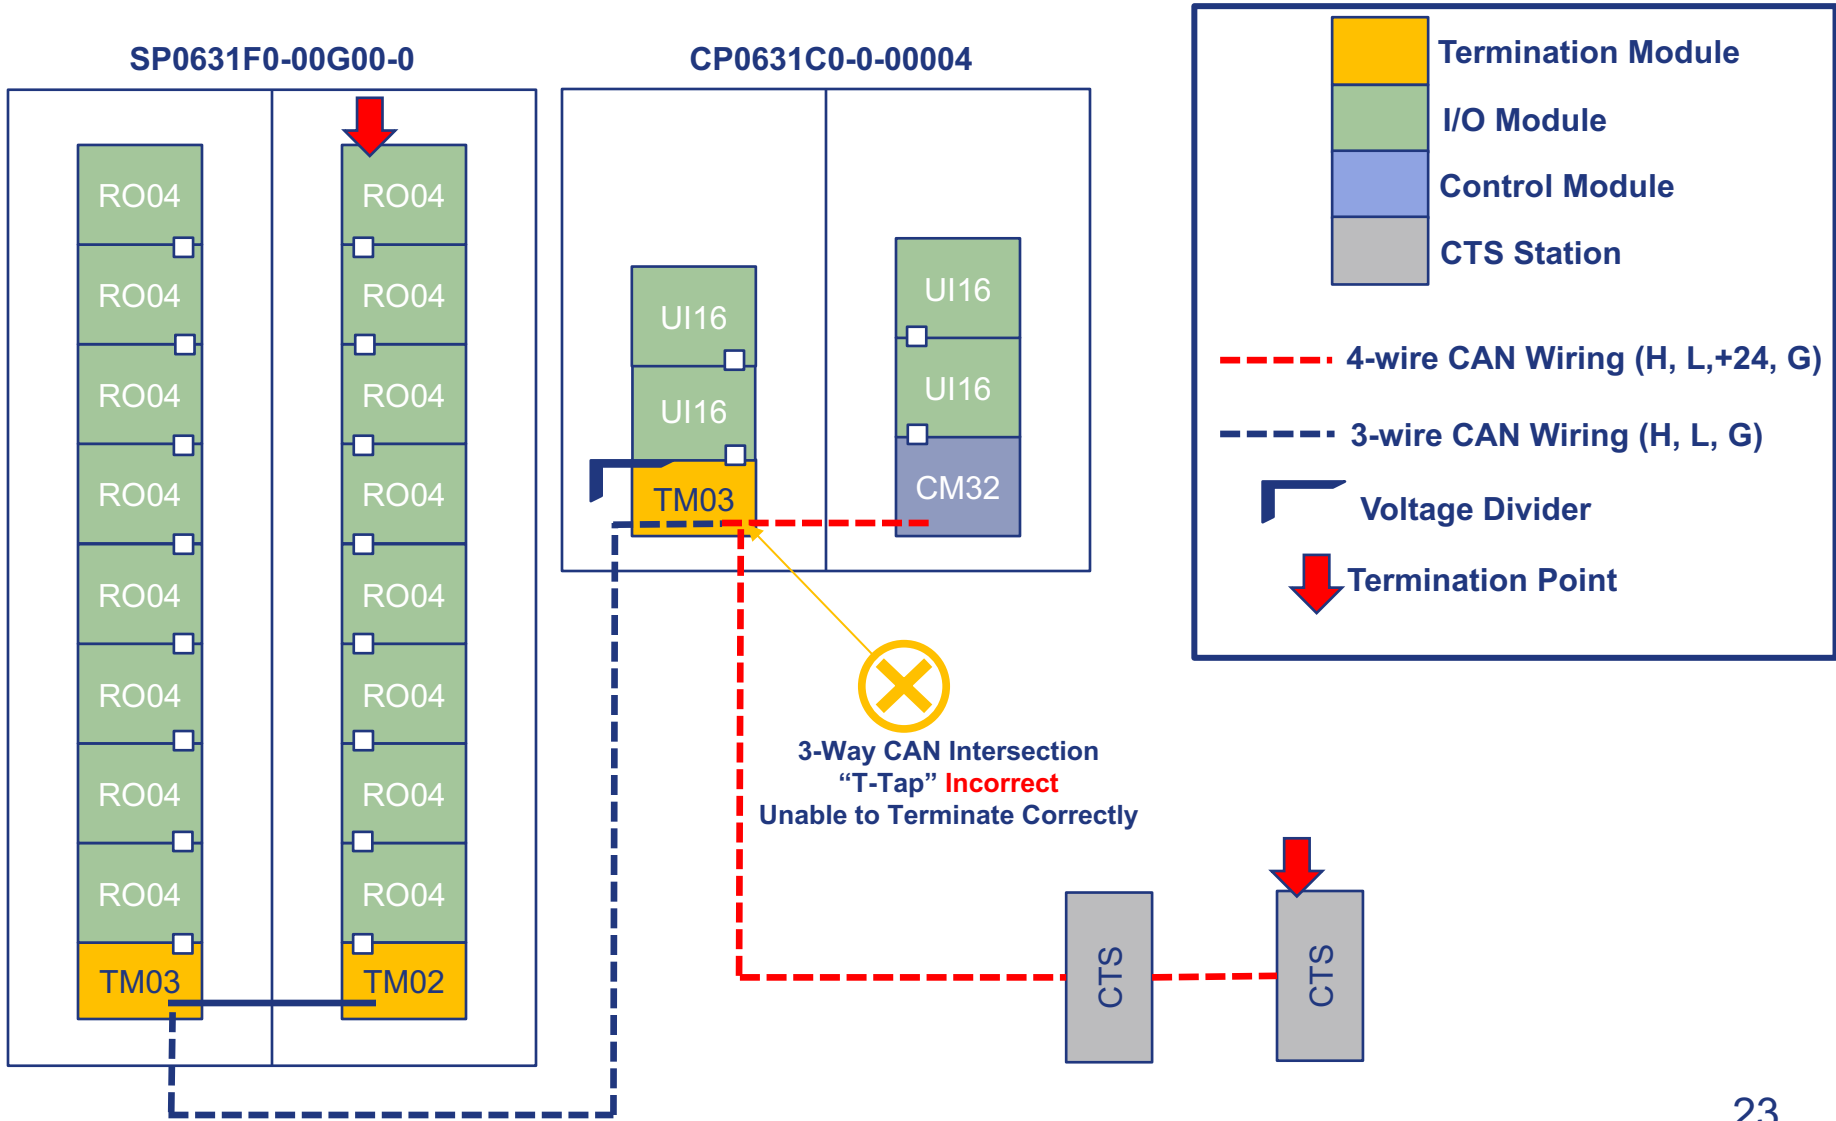 SP0631F0-00G00-0
CP0631C0-0-00004
RO04
RO04
RO04
RO04
RO04
RO04
RO04
RO04
TM03
RO04
RO04
RO04
RO04
RO04
RO04
RO04
RO04
TM02
UI16
UI16
TM03
UI16
UI16
CM32
3-Way CAN Intersection
“T-Tap” Incorrect
Unable to Terminate Correctly
CTS
CTS
Termination Module
I/O Module
Control Module
CTS Station
4-wire CAN Wiring (H, L,+24, G)
3-wire CAN Wiring (H, L, G)
Voltage Divider
Termination Point
23